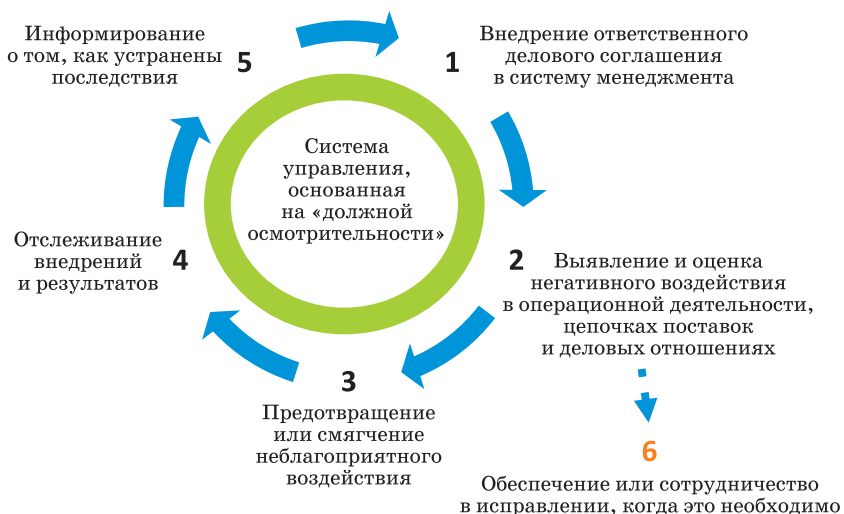 Информирование
о том, как устранены
последствия
5
1
Внедрение ответственного
делового соглашения
в систему менеджмента
Система
управления,
основанная
на «должной
осмотрительности»
Отслеживание
внедрений
и результатов
4
2
Выявление и оценка
негативного воздействия
в операционной деятельности,
цепочках поставок
и деловых отношениях
3
Предотвращение
или смягчение
неблагоприятного
воздействия
6
Обеспечение или сотрудничество
в исправлении, когда это необходимо